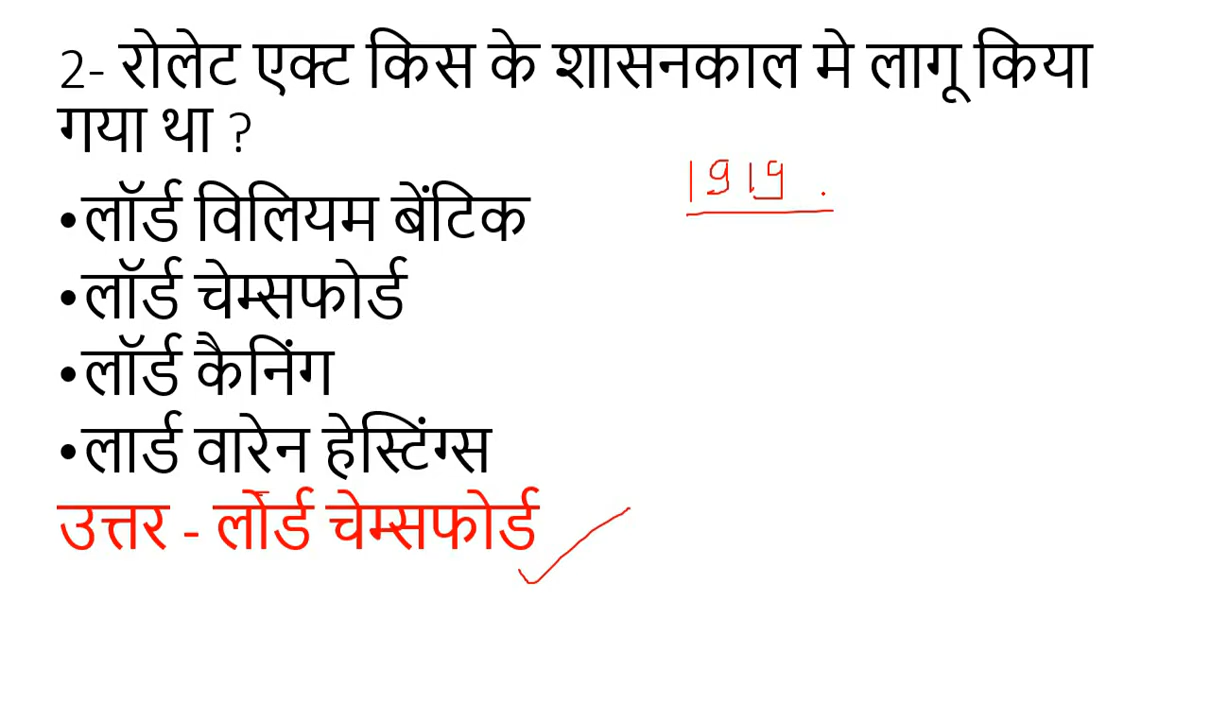 2- रोलेट एक्ट किस के शासनकाल मे लागू किया
गया था ?
1919 .
•लॉर्ड विलियम बेंटिक
•लॉर्ड चेम्सफोर्ड
•लॉर्ड कैनिंग
•लार्ड वारेन हेस्टिंग्स
उत्तर - लोर्ड चेम्सफोर्ड